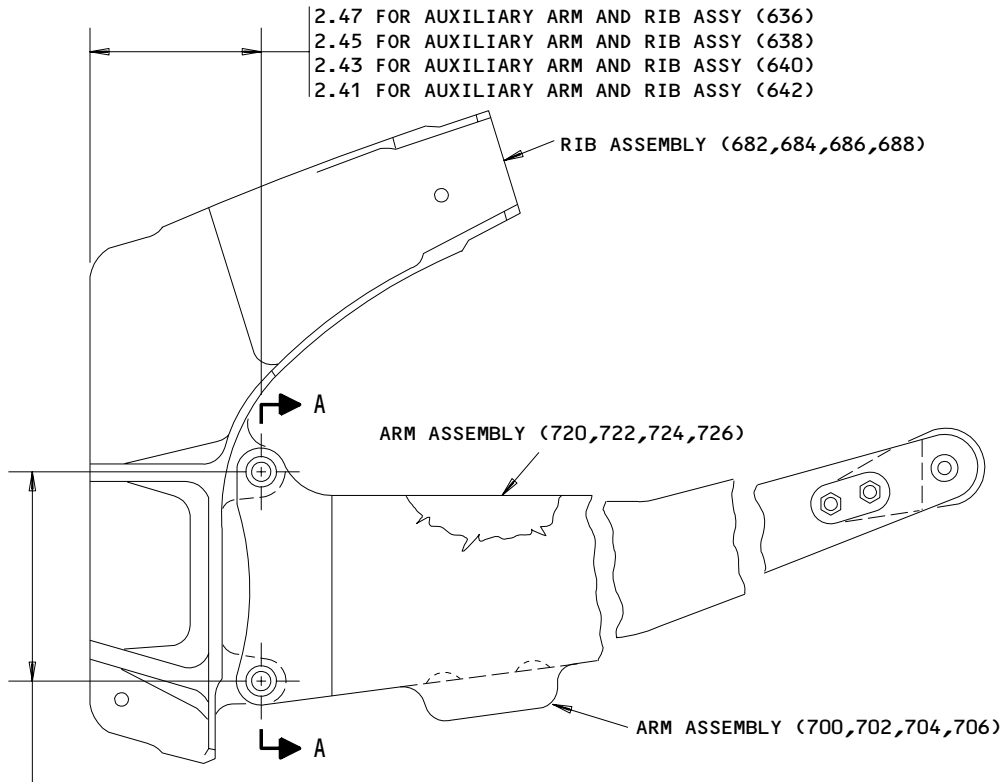 2.47 FOR AUXILIARY ARM AND RIB ASSY (636)
2.45 FOR AUXILIARY ARM AND RIB ASSY (638)
2.43 FOR AUXILIARY ARM AND RIB ASSY (640)
2.41 FOR AUXILIARY ARM AND RIB ASSY (642)
RIB ASSEMBLY (682,684,686,688)
A
ARM ASSEMBLY (720,722,724,726)
ARM ASSEMBLY (700,702,704,706)
A